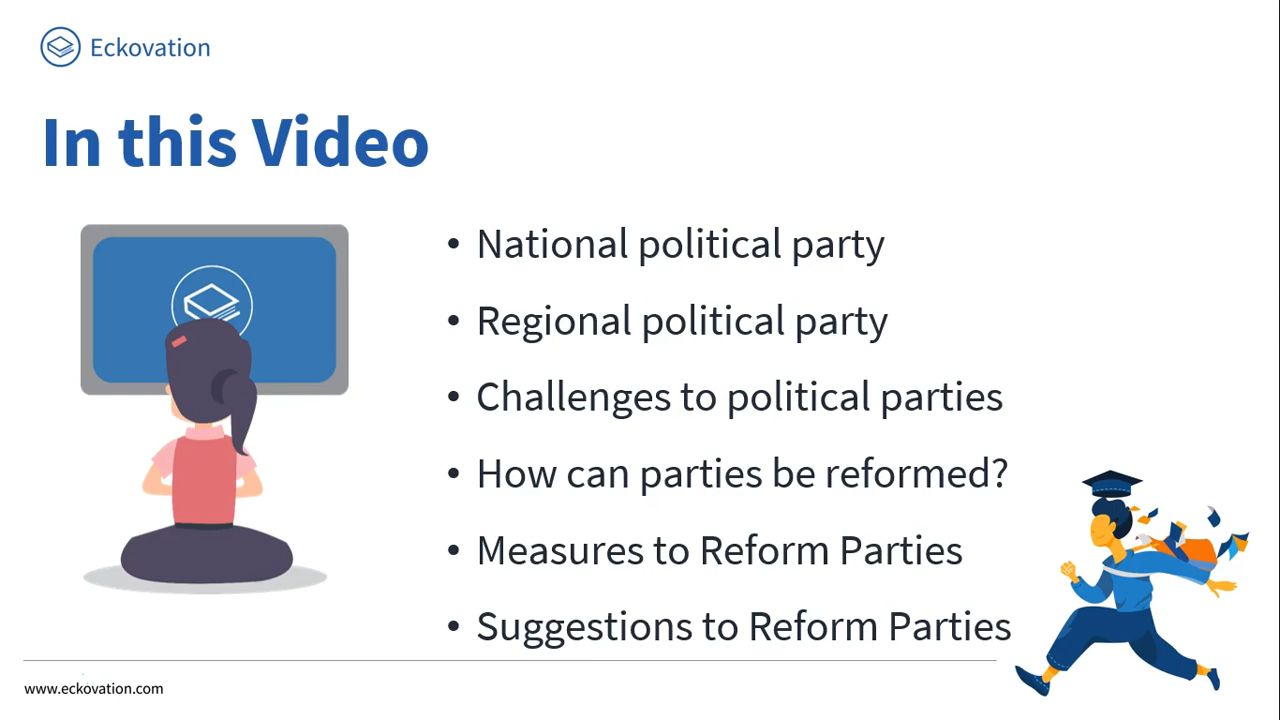 Eckovation
In this Video
• National political party
• Regional political party
• Challenges to political parties
• How can parties be reformed?
• Measures to Reform Parties
• Suggestions to Reform Parties
www.eckovation.com